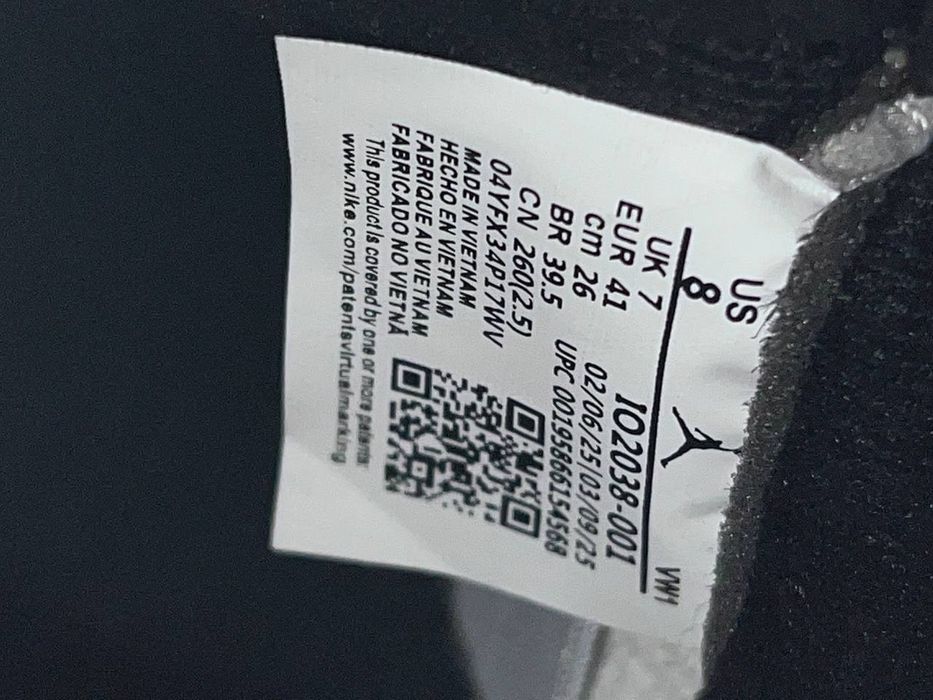 US
8
VW1
UK 7
EUR 41
cm 26
BR 39.5
CN 260(2.5)
IO2038-001
02/06/25|03/09/25
UPC 00195866154568
04YFX34P17WV
MADE IN VIETNAM
HECHO EN VIETNAM
FABRIQUE AU VIETNAM
FABRICADO NO VIETNÃ
This product is covered by one or more patents:
www.nike.com/patentsvirtualmarking